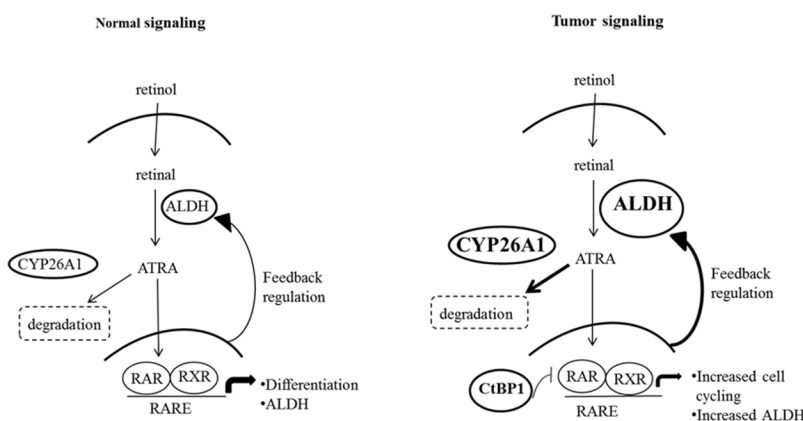 Normal signaling
retinol
retinal
ALDH
CYP26A1
ATRA
degradation
Feedback
regulation
RAR
RXR
RARE
•Differentiation
•ALDH
Tumor signaling
retinol
retinal
ALDH
CYP26A1
ATRA
degradation
Feedback
regulation
CtBP1
RAR
RXR
RARE
•Increased cell
cycling
•Increased ALDH